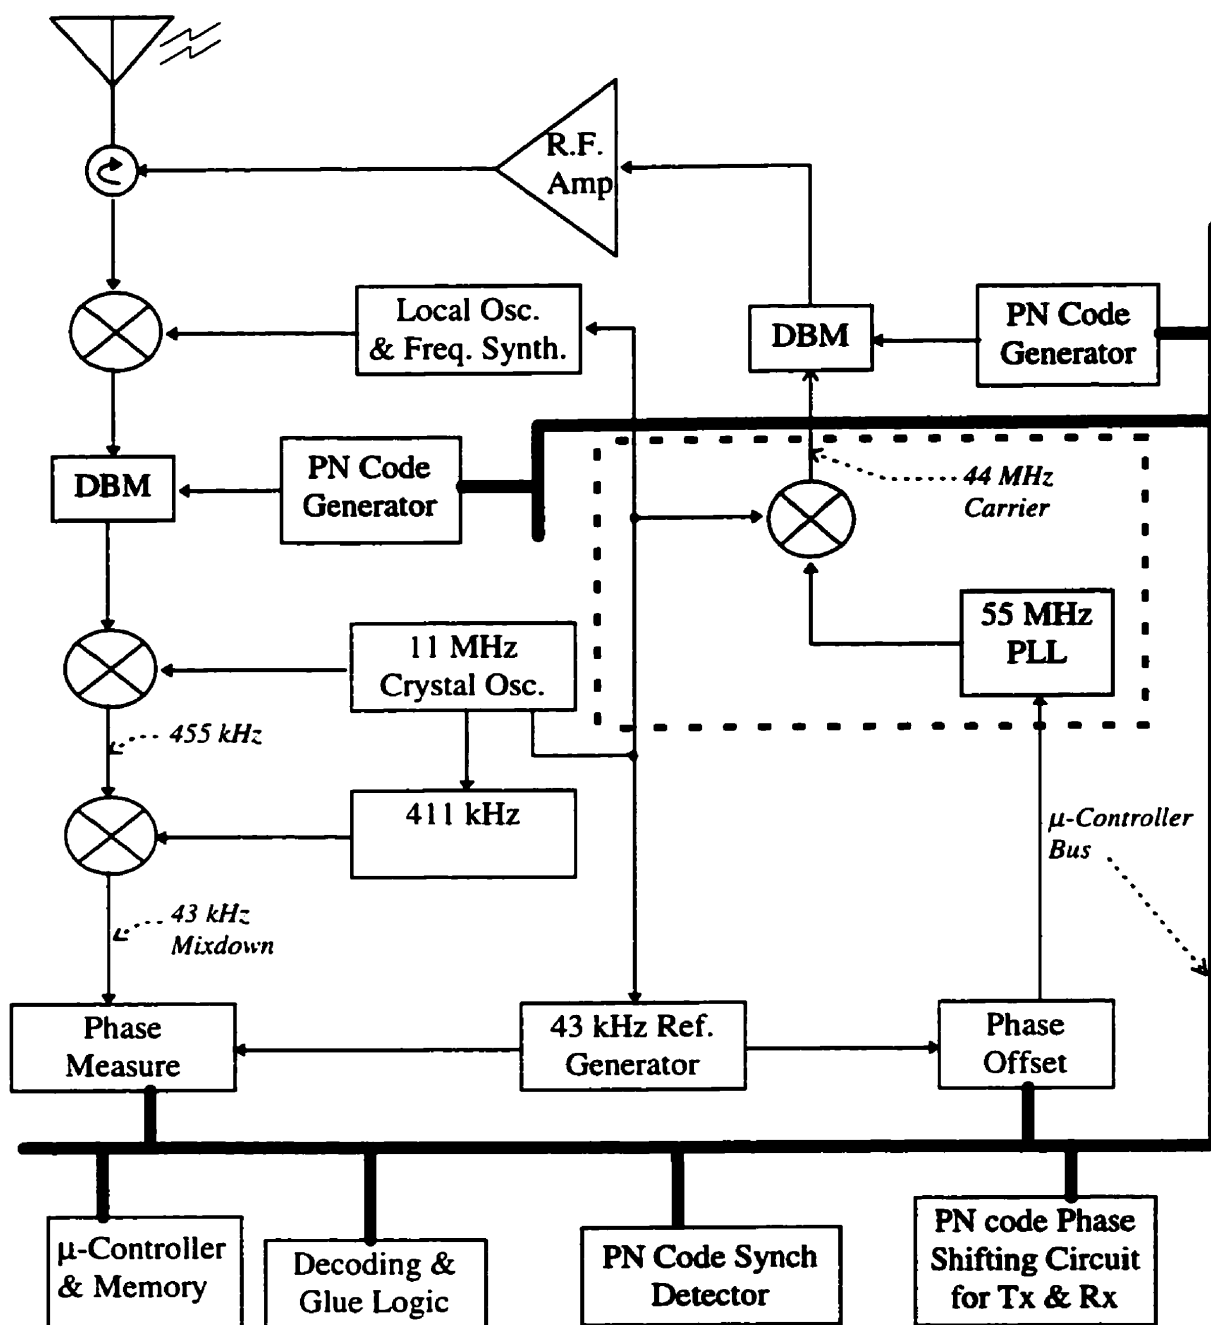 R.F.
Amp
Local Osc.
& Freq. Synth.
DBM
PN Code
Generator
DBM
PN Code
Generator
44 MHz
Carrier
11 MHz
Crystal Osc.
55 MHz
PLL
455 kHz
411 kHz
μ-Controller
Bus
43 kHz
Mixdown
Phase
Measure
43 kHz Ref.
Generator
Phase
Offset
μ-Controller
& Memory
Decoding &
Glue Logic
PN Code Synch
Detector
PN code Phase
Shifting Circuit
for Tx & Rx